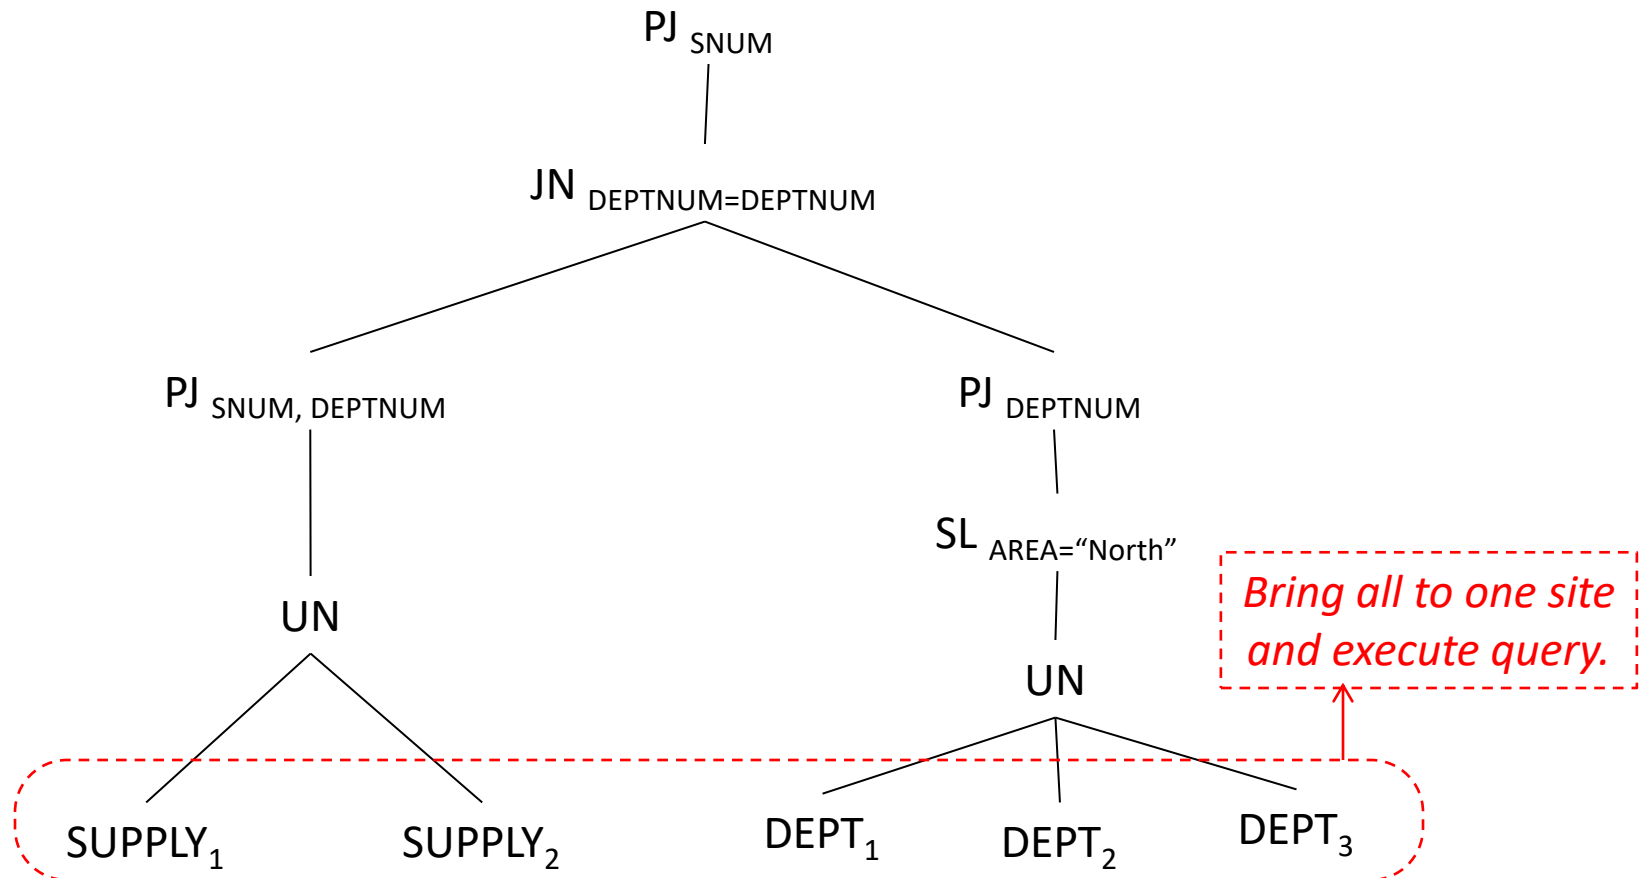 PJ SNUM
JN DEPTNUM=DEPTNUM
PJ SNUM, DEPTNUM
PJ DEPTNUM
SL AREA=“North”
Bring all to one site
and execute query.
UN
UN
SUPPLY1
SUPPLY2
DEPT1
DEPT2
DEPT3